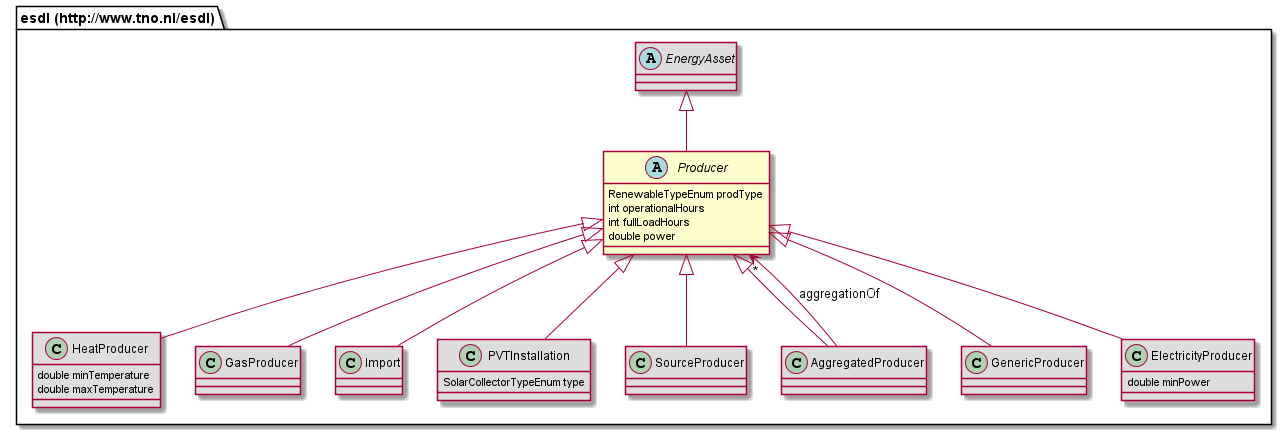 esdl (http://www.tno.nl/esdl)
A EnergyAsset
A Producer
RenewableTypeEnum prodType
int operationalHours
int fullLoadHours
double power
*
aggregationOf
C HeatProducer
double minTemperature
double maxTemperature
C GasProducer
C Import
C PVTInstallation
SolarCollectorTypeEnum type
C SourceProducer
C AggregatedProducer
C GenericProducer
C ElectricityProducer
double minPower